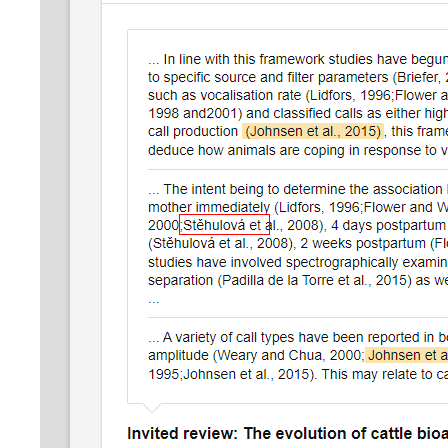 ... In line with this framework studies have begun
to specific source and filter parameters (Briefer,
such as vocalisation rate (Lidfors, 1996;Flower a
1998 and2001) and classified calls as either high
call production (Johnsen et al., 2015), this fram
deduce how animals are coping in response to v
... The intent being to determine the association
mother immediately (Lidfors, 1996;Flower and W
2000;Stěhulová et al., 2008), 4 days postpartum
(Stěhulová et al., 2008), 2 weeks postpartum (Fl
studies have involved spectrographically examin
separation (Padilla de la Torre et al., 2015) as we
...
... A variety of call types have been reported in b
amplitude (Weary and Chua, 2000;Johnsen et a
1995;Johnsen et al., 2015). This may relate to ca
Invited review: The evolution of cattle bioa